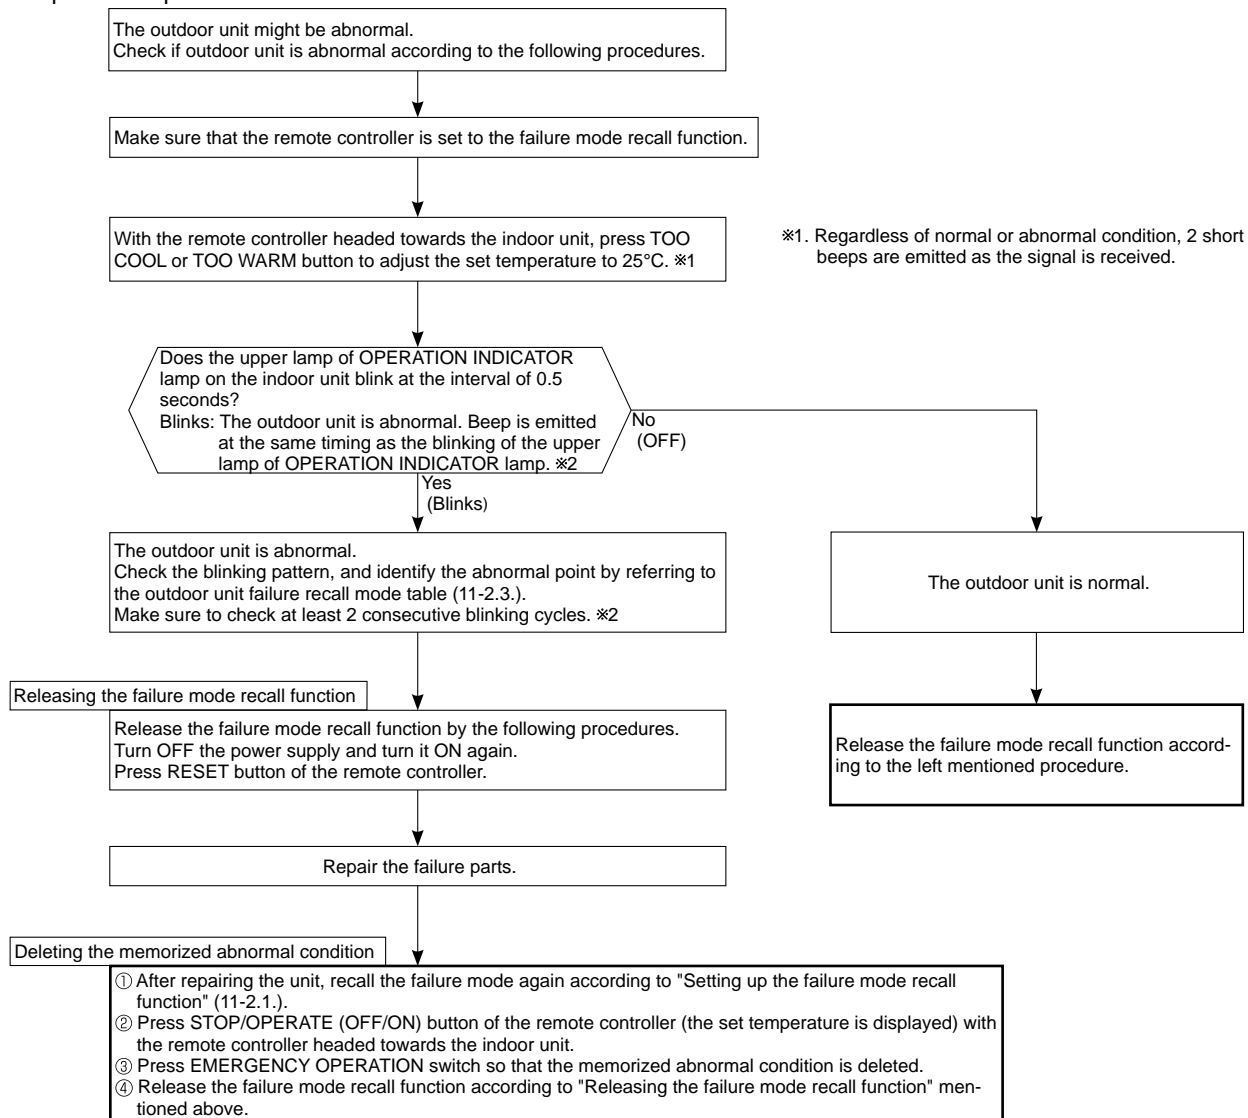 The outdoor unit might be abnormal.
Check if outdoor unit is abnormal according to the following procedures.
Make sure that the remote controller is set to the failure mode recall function.
With the remote controller headed towards the indoor unit, press TOO
COOL or TOO WARM button to adjust the set temperature to 25°C. ※1
※1. Regardless of normal or abnormal condition, 2 short
beeps are emitted as the signal is received.
Does the upper lamp of OPERATION INDICATOR
lamp on the indoor unit blink at the interval of 0.5
seconds?
Blinks: The outdoor unit is abnormal. Beep is emitted
at the same timing as the blinking of the upper
lamp of OPERATION INDICATOR lamp. ※2
No
(OFF)
Yes
(Blinks)
The outdoor unit is abnormal.
Check the blinking pattern, and identify the abnormal point by referring to
the outdoor unit failure recall mode table (11-2.3.).
Make sure to check at least 2 consecutive blinking cycles. ※2
The outdoor unit is normal.
Releasing the failure mode recall function
Release the failure mode recall function by the following procedures.
Turn OFF the power supply and turn it ON again.
Press RESET button of the remote controller.
Release the failure mode recall function accord-
ing to the left mentioned procedure.
Repair the failure parts.
Deleting the memorized abnormal condition
① After repairing the unit, recall the failure mode again according to "Setting up the failure mode recall
function" (11-2.1.).
② Press STOP/OPERATE (OFF/ON) button of the remote controller (the set temperature is displayed) with
the remote controller headed towards the indoor unit.
③ Press EMERGENCY OPERATION switch so that the memorized abnormal condition is deleted.
④ Release the failure mode recall function according to "Releasing the failure mode recall function" men-
tioned above.